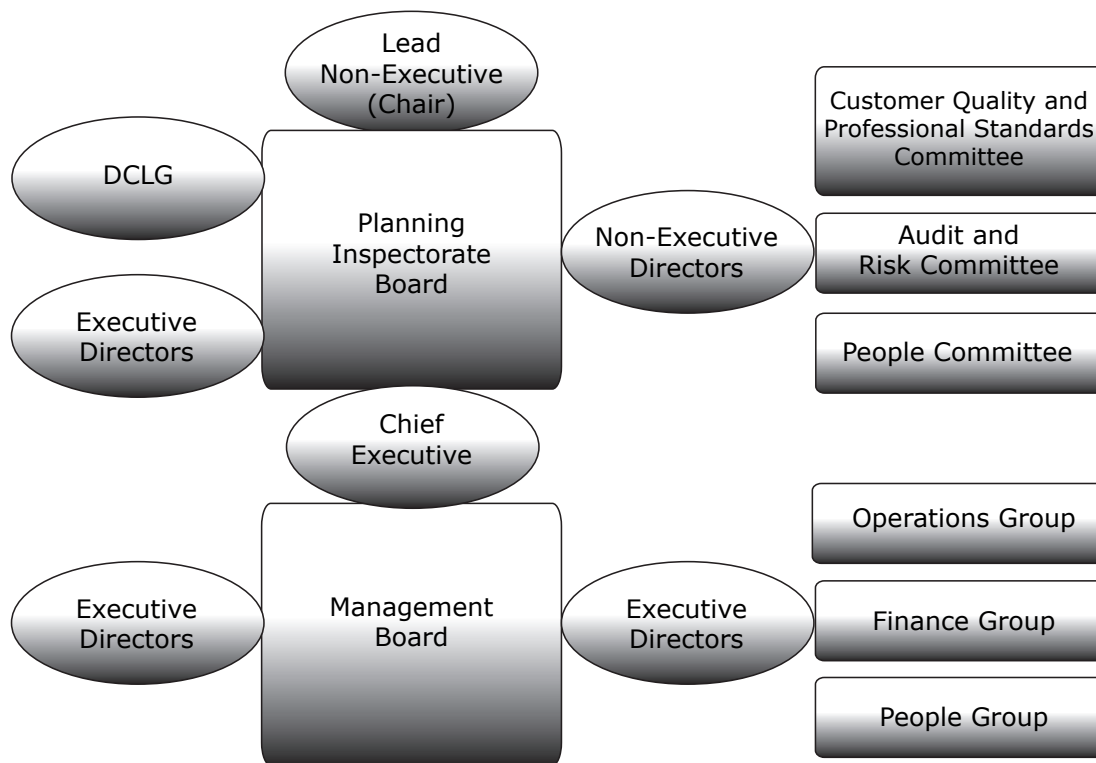 Lead
Non-Executive
(Chair)
DCLG
Planning
Inspectorate
Board
Executive
Directors
Non-Executive
Directors
Customer Quality and
Professional Standards
Committee
Audit and
Risk Committee
People Committee
Chief
Executive
Executive
Directors
Management
Board
Executive
Directors
Operations Group
Finance Group
People Group